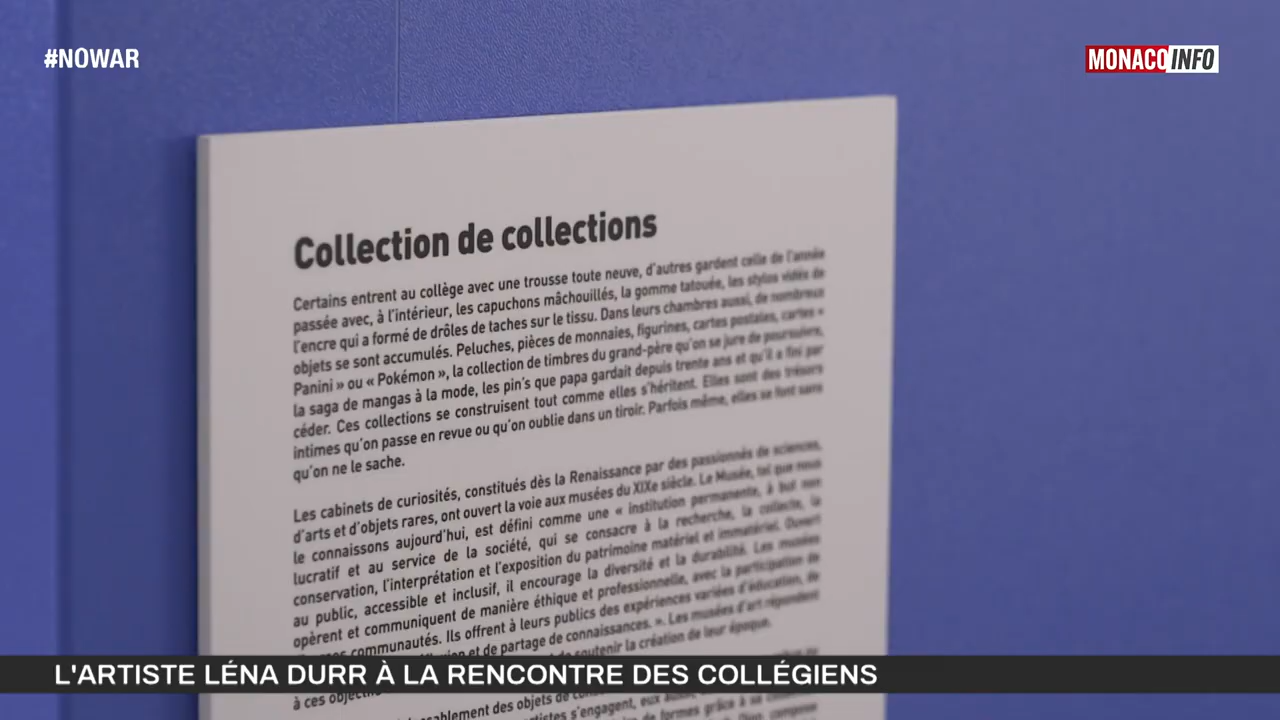 #NOWAR
MONACOINFO
Collection de collections
Certains entrent au collège avec une trousse toute neuve, d'autres gardent celle de l'année
passée avec, à l'intérieur, les capuchons mâchouillés, la gomme tatouée, les stylos vidés de
l'encre qui a formé de drôles de taches sur le tissu. Dans leurs chambres aussi, de nombreux
objets se sont accumulés. Peluches, pièces de monnaies, figurines, cartes postales, cartes «
Panini » ou « Pokémon », la collection de timbres du grand-père qu'on se jure de poursuivre,
la saga de mangas à la mode, les pin's que papa gardait depuis trente ans et qu'il a fini par
céder. Ces collections se construisent tout comme elles s'héritent. Elles sont des trésors
intimes qu'on passe en revue ou qu'on oublie dans un tiroir. Parfois même, elles se font sans
qu'on ne le sache.
Les cabinets de curiosités, constitués dès la Renaissance par des passionnés de sciences,
d'arts et d'objets rares, ont ouvert la voie aux musées du XIXe siècle. Le Musée, tel que nous
le connaissons aujourd'hui, est défini comme une « institution permanente, à but non
lucratif et au service de la société, qui se consacre à la recherche, la collecte, la
conservation, l'interprétation et l'exposition du patrimoine matériel et immatériel. Ouvert
au public, accessible et inclusif, il encourage la diversité et la durabilité. Les musées
opèrent et communiquent de manière éthique et professionnelle, avec la participation de
communautés. Ils offrent à leurs publics des expériences variées d'éducation, de
et de partage de connaissances. ». Les musées d'art répondent
à ces
soutenir la création de leur époque.
des objets de
s'engagent, eux aussi,
de formes grâce à sa
L'ARTISTE LÉNA DURR À LA RENCONTRE DES COLLÉGIENS